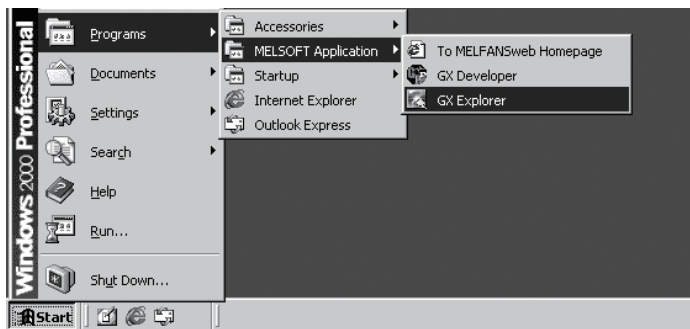 Windows 2000 Professional
Programs
Documents
Settings
Search
Help
Run...
Shut Down...
Accessories
MELSOFT Application
Startup
Internet Explorer
Outlook Express
To MELFANSweb Homepage
GX Developer
GX Explorer
Start